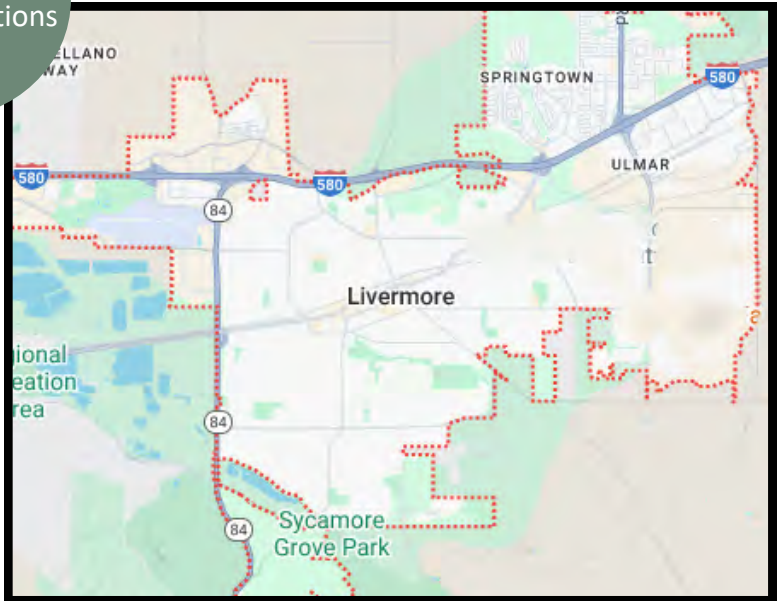 tions
ELLANO
WAY
SPRINGTOWN
580
580
580
ULMAR
84
Livermore
ional
eation
rea
84
84
Sycamore
Grove Park